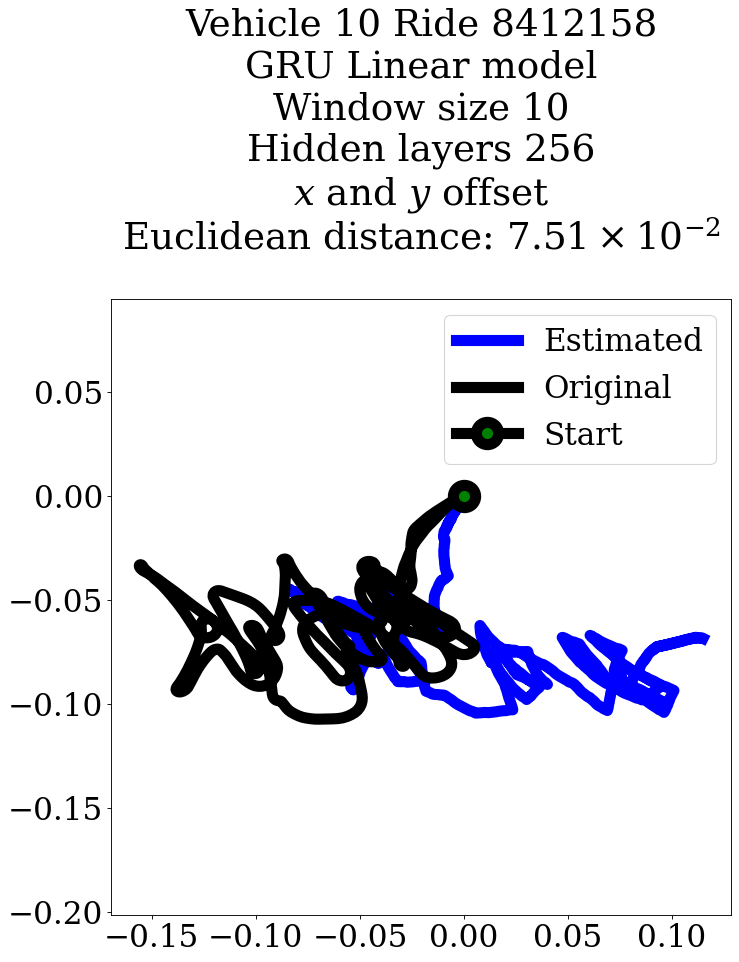 Vehicle 10 Ride 8412158
GRU Linear model
Window size 10
Hidden layers 256
x and y offset
Euclidean distance: 7.51 × 10⁻²
Estimated
Original
Start
0.05
0.00
−0.05
−0.10
−0.15
−0.20
−0.15 −0.10 −0.05 0.00 0.05 0.10